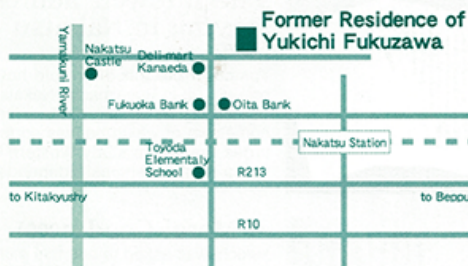 Former Residence of
Yukichi Fukuzawa
Yamukuni River
Nakatsu
Castle
Deli-mart
Kanaeda
Fukuoka Bank
Oita Bank
Nakatsu Station
Toyoda
Elementaly
School
R213
to Kitakyushy
to Beppu
R10